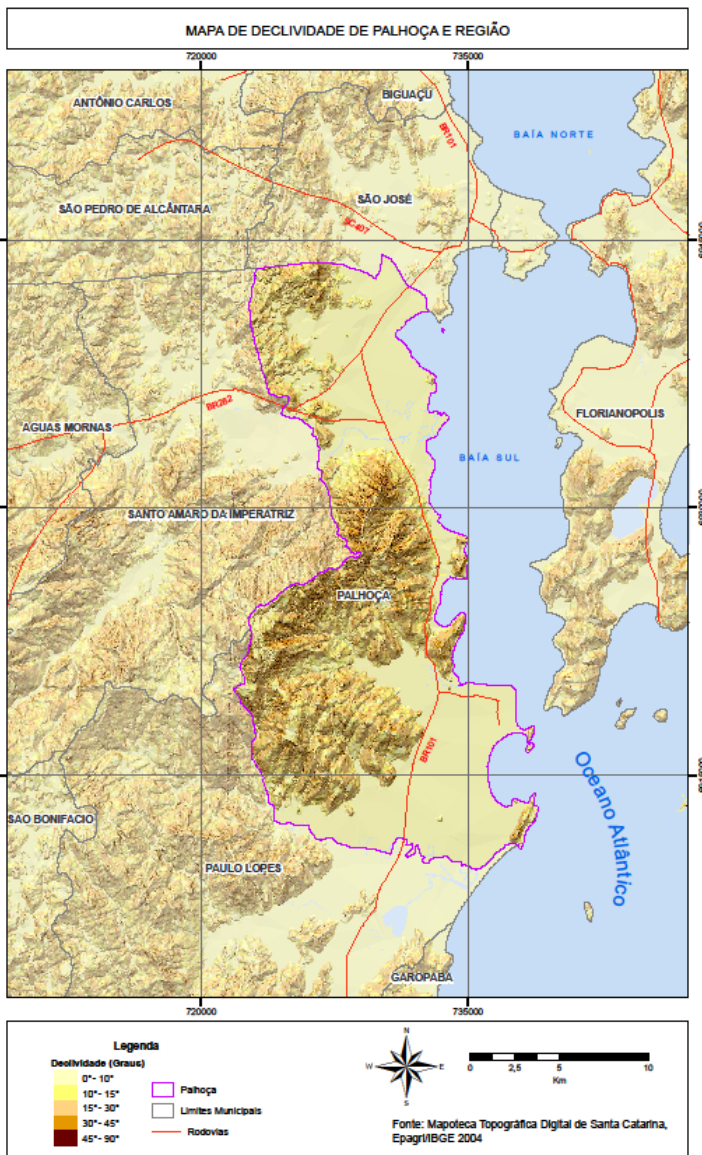 MAPA DE DECLIVIDADE DE PALHOÇA E REGIÃO
720000
735000
ANTÔNIO CARLOS
BIGUAÇU
BR101
BAÍA NORTE
SÃO JOSÉ
SÃO PEDRO DE ALCÂNTARA
SC407
BR282
AGUAS MORNAS
FLORIANOPOLIS
BAÍA SUL
SANTO AMARO DA IMPERATRIZ
PALHOÇA
BR101
Oceano Atlântico
SAO BONIFACIO
PAULO LOPES
GAROPABA
720000
735000
Legenda
Declividade (Graus)
0°- 10°
10°- 15°
15°- 30°
30°- 45°
45°- 90°
Palhoça
Limites Municipais
Rodovias
N
W
E
S
0
2,5
5
10
Km
Fonte: Mapoteca Topográfica Digital de Santa Catarina,
Epagri/IBGE 2004